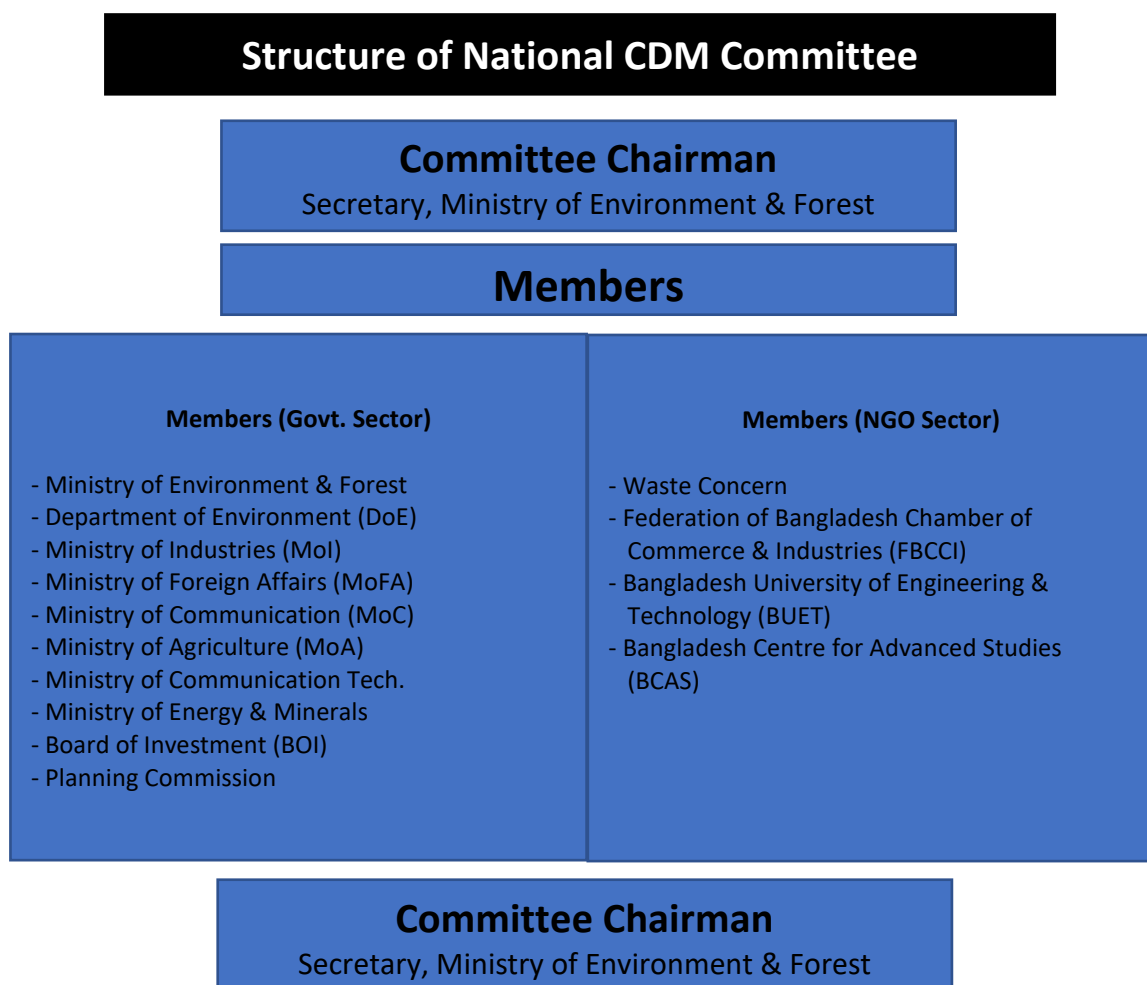 Structure of National CDM Committee
Committee Chairman
Secretary, Ministry of Environment & Forest
Members
Members (Govt. Sector)
- Ministry of Environment & Forest
- Department of Environment (DoE)
- Ministry of Industries (MoI)
- Ministry of Foreign Affairs (MoFA)
- Ministry of Communication (MoC)
- Ministry of Agriculture (MoA)
- Ministry of Communication Tech.
- Ministry of Energy & Minerals
- Board of Investment (BOI)
- Planning Commission
Members (NGO Sector)
- Waste Concern
- Federation of Bangladesh Chamber of
Commerce & Industries (FBCCI)
- Bangladesh University of Engineering &
Technology (BUET)
- Bangladesh Centre for Advanced Studies
(BCAS)
Committee Chairman
Secretary, Ministry of Environment & Forest